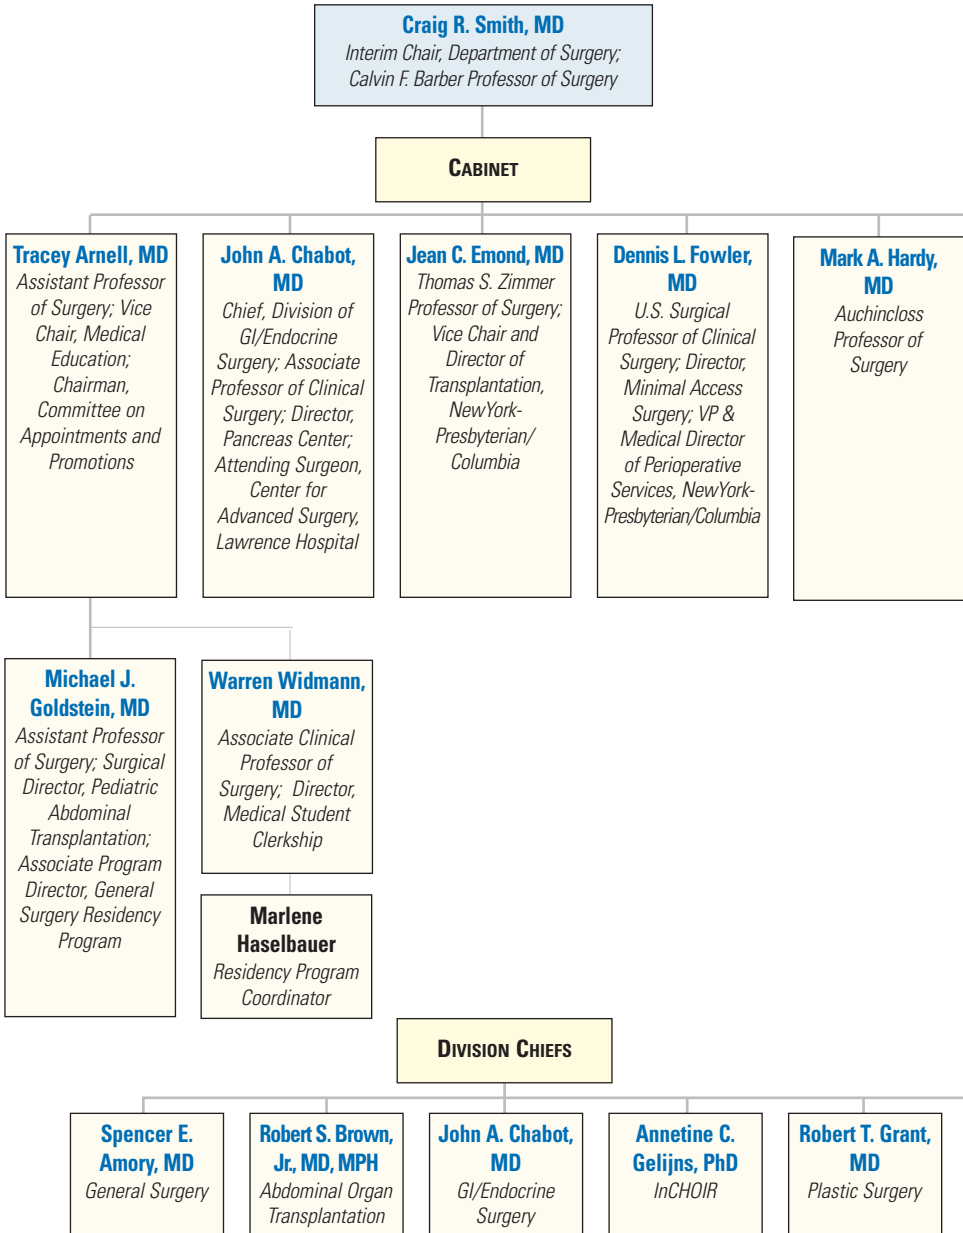 Craig R. Smith, MD
Interim Chair, Department of Surgery;
Calvin F. Barber Professor of Surgery
CABINET
Tracey Arnell, MD
Assistant Professor
of Surgery; Vice
Chair, Medical
Education;
Chairman,
Committee on
Appointments and
Promotions
John A. Chabot,
MD
Chief, Division of
GI/Endocrine
Surgery; Associate
Professor of Clinical
Surgery; Director,
Pancreas Center;
Attending Surgeon,
Center for
Advanced Surgery,
Lawrence Hospital
Jean C. Emond, MD
Thomas S. Zimmer
Professor of Surgery;
Vice Chair and
Director of
Transplantation,
NewYork-
Presbyterian/
Columbia
Dennis L. Fowler,
MD
U.S. Surgical
Professor of Clinical
Surgery; Director,
Minimal Access
Surgery; VP &
Medical Director
of Perioperative
Services, NewYork-
Presbyterian/Columbia
Mark A. Hardy,
MD
Auchincloss
Professor of
Surgery
Michael J.
Goldstein, MD
Assistant Professor
of Surgery; Surgical
Director, Pediatric
Abdominal
Transplantation;
Associate Program
Director, General
Surgery Residency
Program
Warren Widmann,
MD
Associate Clinical
Professor of
Surgery; Director,
Medical Student
Clerkship
Marlene
Haselbauer
Residency Program
Coordinator
DIVISION CHIEFS
Spencer E.
Amory, MD
General Surgery
Robert S. Brown,
Jr., MD, MPH
Abdominal Organ
Transplantation
John A. Chabot,
MD
GI/Endocrine
Surgery
Annetine C.
Gelijns, PhD
InCHOIR
Robert T. Grant,
MD
Plastic Surgery